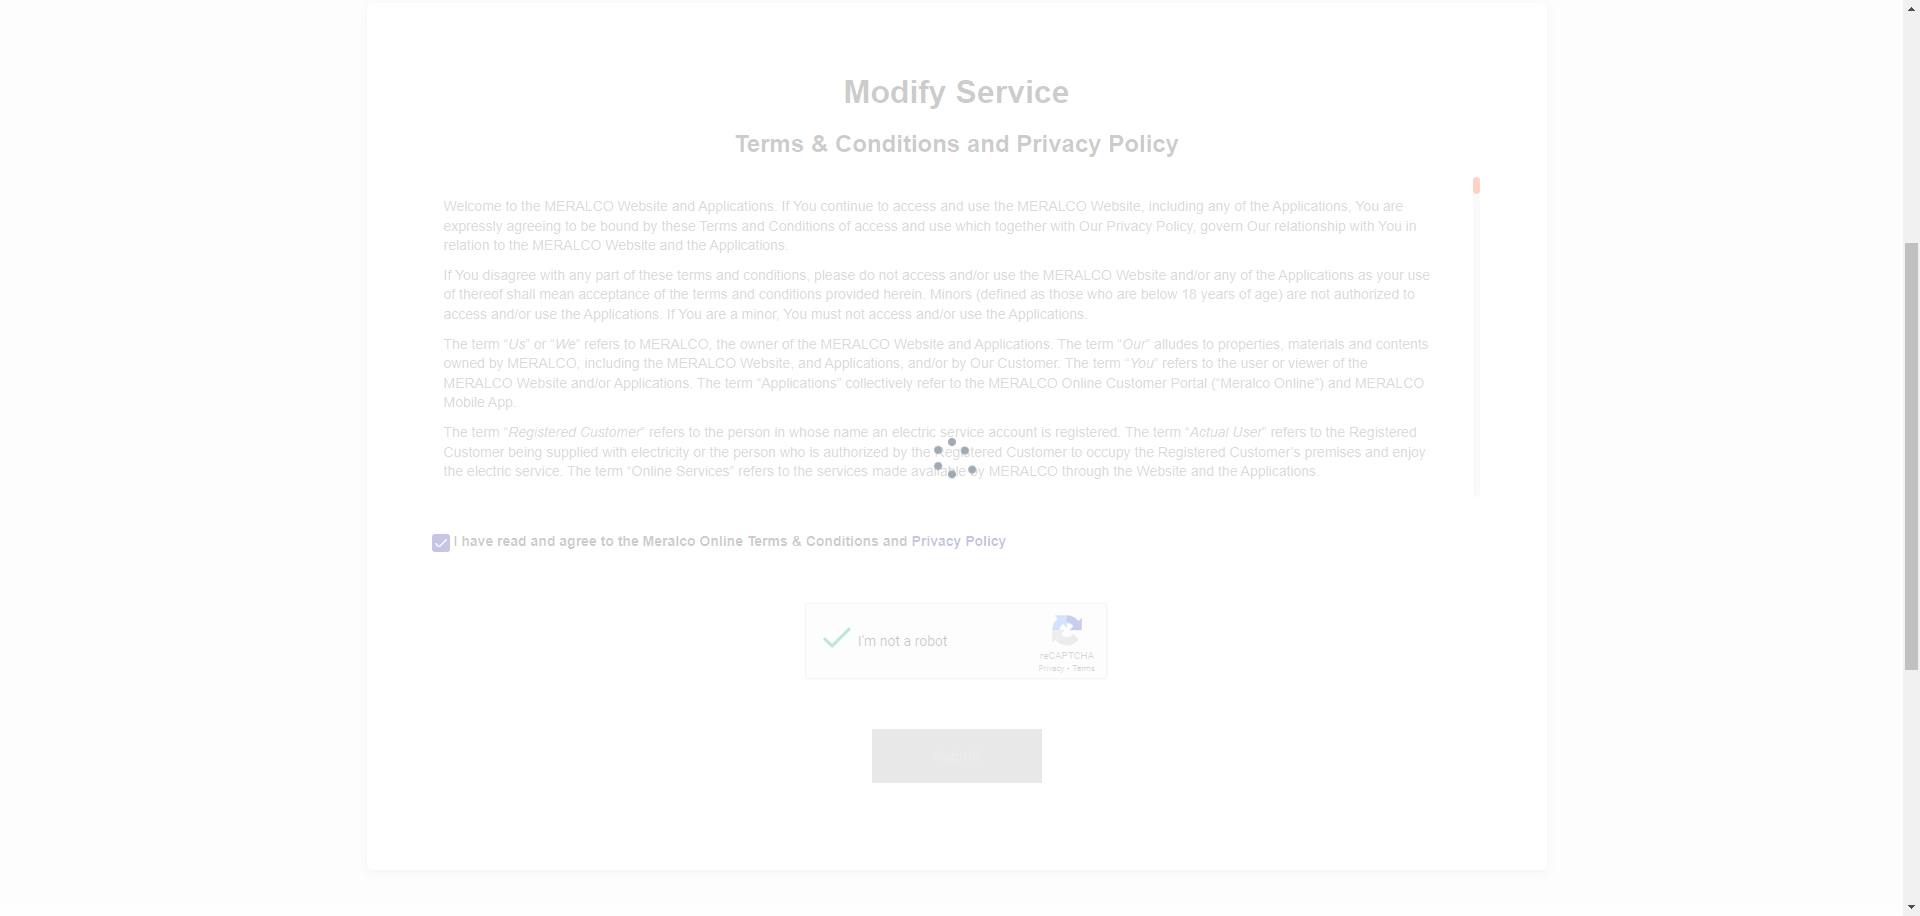 Modify Service
Terms & Conditions and Privacy Policy
Welcome to the MERALCO Website and Applications. If You continue to access and use the MERALCO Website, including any of the Applications, You are
expressly agreeing to be bound by these Terms and Conditions of access and use which together with Our Privacy Policy, govern Our relationship with You in
relation to the MERALCO Website and the Applications.
If You disagree with any part of these terms and conditions, please do not access and/or use the MERALCO Website and/or any of the Applications as your use
of thereof shall mean acceptance of the terms and conditions provided herein. Minors (defined as those who are below 18 years of age) are not authorized to
access and/or use the Applications. If You are a minor, You must not access and/or use the Applications.
The term “Us” or “We” refers to MERALCO, the owner of the MERALCO Website and Applications. The term “Our” alludes to properties, materials and contents
owned by MERALCO, including the MERALCO Website, and Applications, and/or by Our Customer. The term “You” refers to the user or viewer of the
MERALCO Website and/or Applications. The term “Applications” collectively refer to the MERALCO Online Customer Portal (“Meralco Online”) and MERALCO
Mobile App.
The term “Registered Customer” refers to the person in whose name an electric service account is registered. The term “Actual User” refers to the Registered
Customer being supplied with electricity or the person who is authorized by the Registered Customer to occupy the Registered Customer’s premises and enjoy
the electric service. The term “Online Services” refers to the services made available by MERALCO through the Website and the Applications.
I have read and agree to the Meralco Online Terms & Conditions and Privacy Policy
I'm not a robot
reCAPTCHA
Privacy - Terms